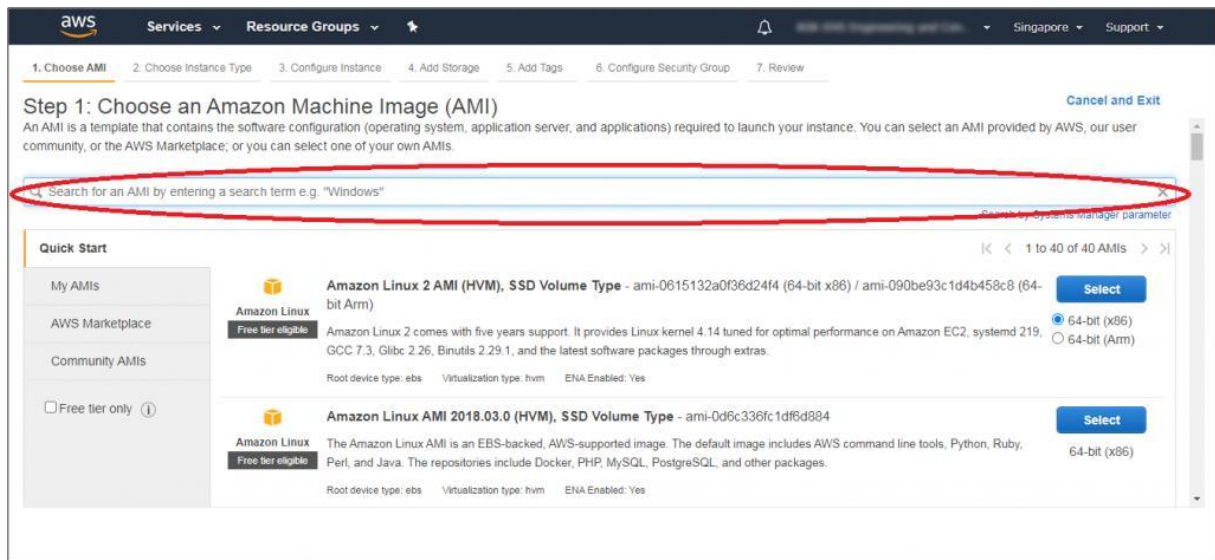 aws Services Resource Groups Singapore Support
1. Choose AMI 2. Choose Instance Type 3. Configure Instance 4. Add Storage 5. Add Tags 6. Configure Security Group 7. Review
Step 1: Choose an Amazon Machine Image (AMI)
Cancel and Exit
An AMI is a template that contains the software configuration (operating system, application server, and applications) required to launch your instance. You can select an AMI provided by AWS, our user
community, or the AWS Marketplace; or you can select one of your own AMIs.
Search for an AMI by entering a search term e.g. "Windows"
Search by Systems Manager parameter
Quick Start
1 to 40 of 40 AMIs
My AMIs
AWS Marketplace
Community AMIs
Free tier only
Amazon Linux
Free tier eligible
Amazon Linux 2 AMI (HVM), SSD Volume Type - ami-0615132a0f36d24f4 (64-bit x86) / ami-090be93c1d4b458c8 (64-
bit Arm)
Amazon Linux 2 comes with five years support. It provides Linux kernel 4.14 tuned for optimal performance on Amazon EC2, systemd 219,
GCC 7.3, Glibc 2.26, Binutils 2.29.1, and the latest software packages through extras.
Root device type: ebs Virtualization type: hvm ENA Enabled: Yes
Select
64-bit (x86)
64-bit (Arm)
Amazon Linux
Free tier eligible
Amazon Linux AMI 2018.03.0 (HVM), SSD Volume Type - ami-0d6c336fc1df6d884
The Amazon Linux AMI is an EBS-backed, AWS-supported image. The default image includes AWS command line tools, Python, Ruby,
Perl, and Java. The repositories include Docker, PHP, MySQL, PostgreSQL, and other packages.
Root device type: ebs Virtualization type: hvm ENA Enabled: Yes
Select
64-bit (x86)